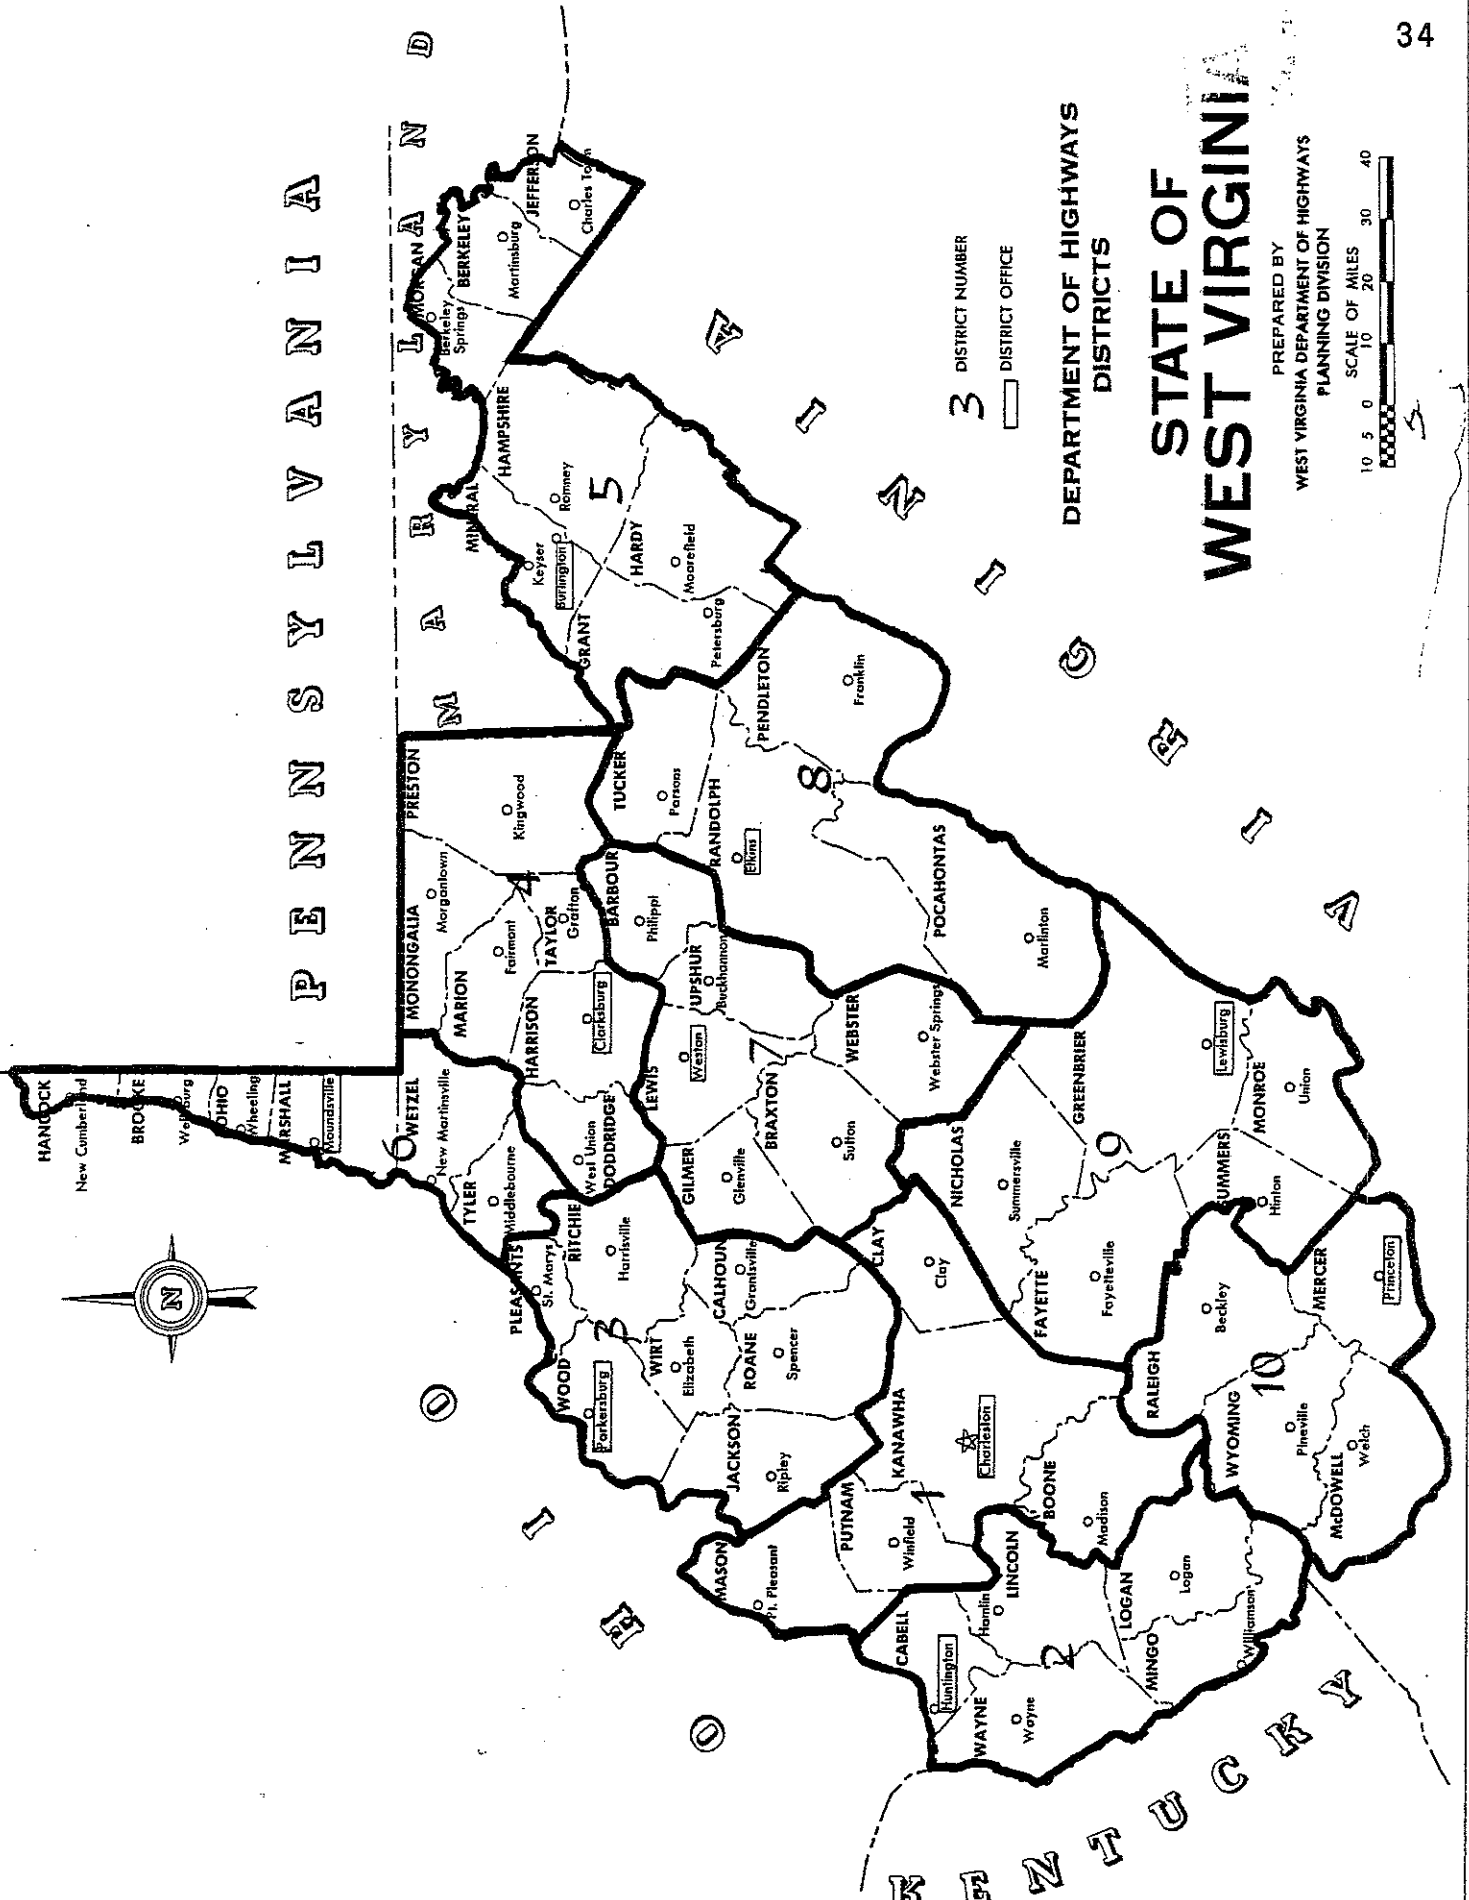 34
PENNSYLVANIA
MARYLAND
OHIO
KENTUCKY
VIRGINIA
N
HANCOCK
New Cumberland
BROOKE
Wellsburg
OHIO
Wheeling
MARSHALL
Moundsville
6
WETZEL
New Martinsville
TYLER
Middlebourne
MONONGALIA
Morgantown
PRESTON
Kingwood
MARION
Fairmont
4
TAYLOR
Grafton
HARRISON
Clarksburg
DODDRIDGE
West Union
PLEASANTS
St. Marys
RITCHIE
Harrisville
WOOD
Parkersburg
3
WIRT
Elizabeth
CALHOUN
Grantsville
ROANE
Spencer
JACKSON
Ripley
MORGAN
Berkeley
Springs
BERKELEY
Martinsburg
JEFFERSON
Charles Town
HAMPSHIRE
Romney
MINERAL
Keyser
Burlington
5
HARDY
Moorefield
GRANT
Petersburg
TUCKER
Parsons
RANDOLPH
Elkins
8
PENDLETON
Franklin
POCAHONTAS
Marlinton
BARBOUR
Philippi
UPSHUR
Buckhannon
LEWIS
Weston
7
GILMER
Glenville
BRAXTON
Sutton
WEBSTER
Webster Springs
MASON
Pt. Pleasant
PUTNAM
Winfield
1
KANAWHA
Charleston
CLAY
Clay
BOONE
Madison
CABELL
Huntington
WAYNE
Wayne
2
LINCOLN
Hamlin
LOGAN
Logan
MINGO
Williamson
NICHOLAS
Summersville
FAYETTE
Fayetteville
9
GREENBRIER
Lewisburg
MONROE
Union
SUMMERS
Hinton
RALEIGH
Beckley
10
WYOMING
Pineville
McDOWELL
Welch
MERCER
Princeton
3 DISTRICT NUMBER
DISTRICT OFFICE
DEPARTMENT OF HIGHWAYS
DISTRICTS
STATE OF
WEST VIRGINIA
PREPARED BY
WEST VIRGINIA DEPARTMENT OF HIGHWAYS
PLANNING DIVISION
SCALE OF MILES
10 5 0 10 20 30 40